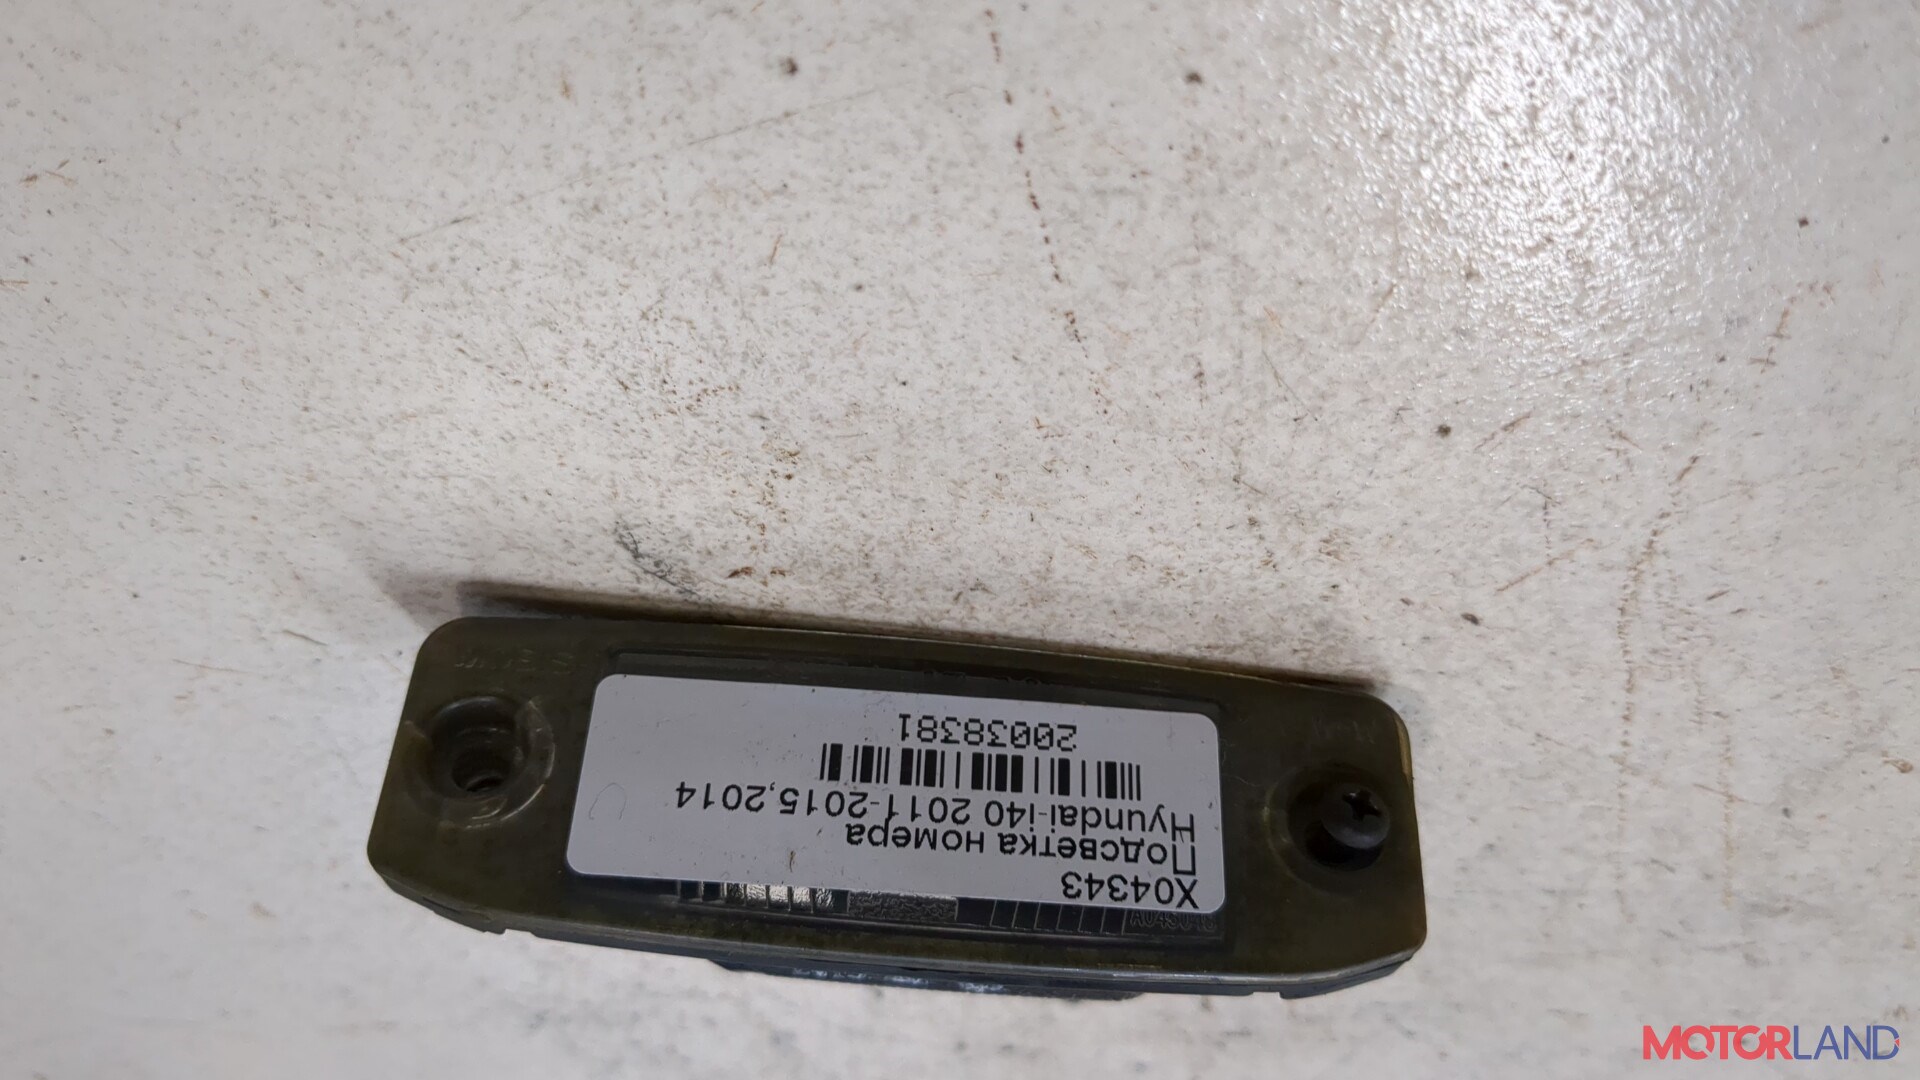 X04343
Подсветка номера
Hyundai-i40 2011-2015,2014
20038381
MOTORLAND